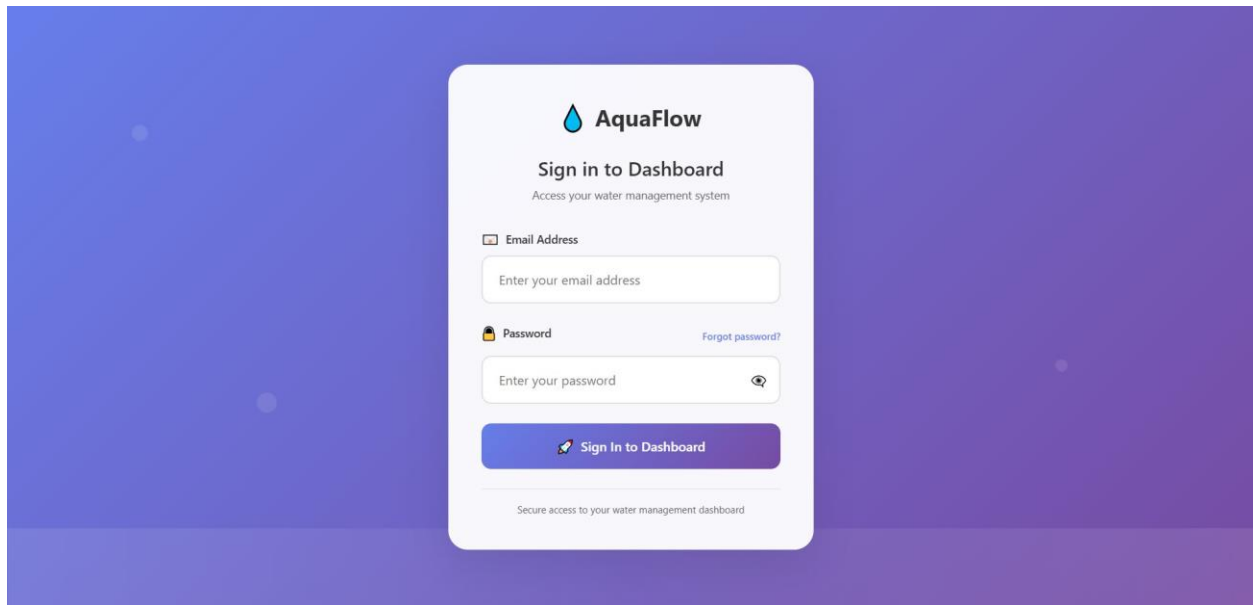 AquaFlow
Sign in to Dashboard
Access your water management system
Email Address
Enter your email address
Password
Forgot password?
Enter your password
Sign In to Dashboard
Secure access to your water management dashboard